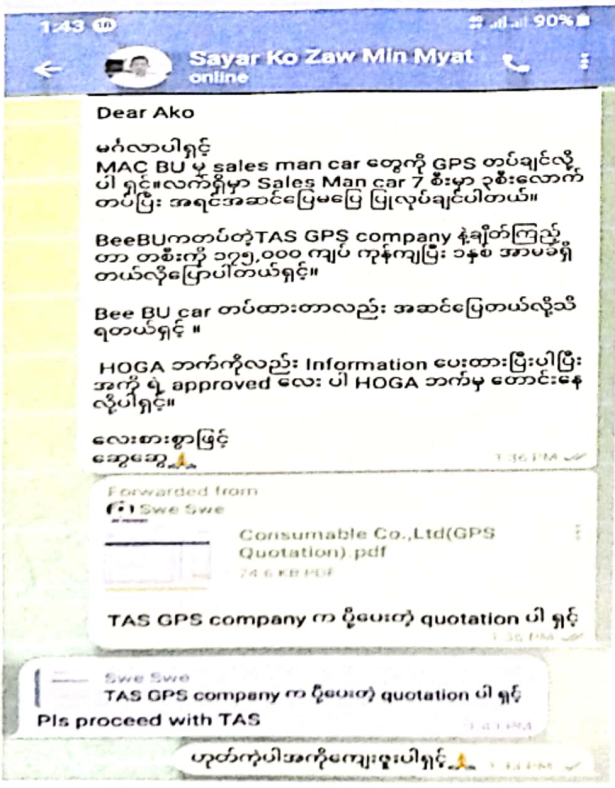 1:43
90%
Sayar Ko Zaw Min Myat
online
Dear Ako
မင်္ဂလာပါရှင့်
MAC BU မှ sales man car တွေကို GPS တပ်ချင်လို့
ပါ ရှင့်။လက်ရှိမှာ Sales Man car 7 စီးမှာ ၃စီးလောက်
တပ်ပြီး အရင်အဆင်ပြေမပြေ ပြုလုပ်ချင်ပါတယ်။
BeeBUကတပ်တဲ့TAS GPS company နဲ့ချိတ်ကြည့်
တာ တစီးကို ၁၇၅,၀၀၀ ကျပ် ကုန်ကျပြီး ၁နှစ် အာမခံရှိ
တယ်လို့ပြောပါတယ်ရှင့်။
Bee BU car တပ်ထားတာလည်း အဆင်ပြေတယ်လို့သိ
ရတယ်ရှင့် ။
HOGA ဘက်ကိုလည်း Information ပေးထားပြီးပါပြီး
အကို ရဲ့ approved လေး ပါ HOGA ဘက်မှ တောင်းနေ
လို့ပါရှင့်။
လေးစားစွာဖြင့်
ဆွေဆွေ🙏
1:36 PM
Forwarded from
Swe Swe
Consumable Co.,Ltd(GPS
Quotation).pdf
74.6 KB PDF
TAS GPS company က ပို့ပေးတဲ့ quotation ပါ ရှင့်
1:36 PM
Swe Swe
TAS GPS company က ပို့ပေးတဲ့ quotation ပါ ရှင့်
Pls proceed with TAS
1:43 PM
ဟုတ်ကဲ့ပါအကိုကျေးဇူးပါရှင့်🙏